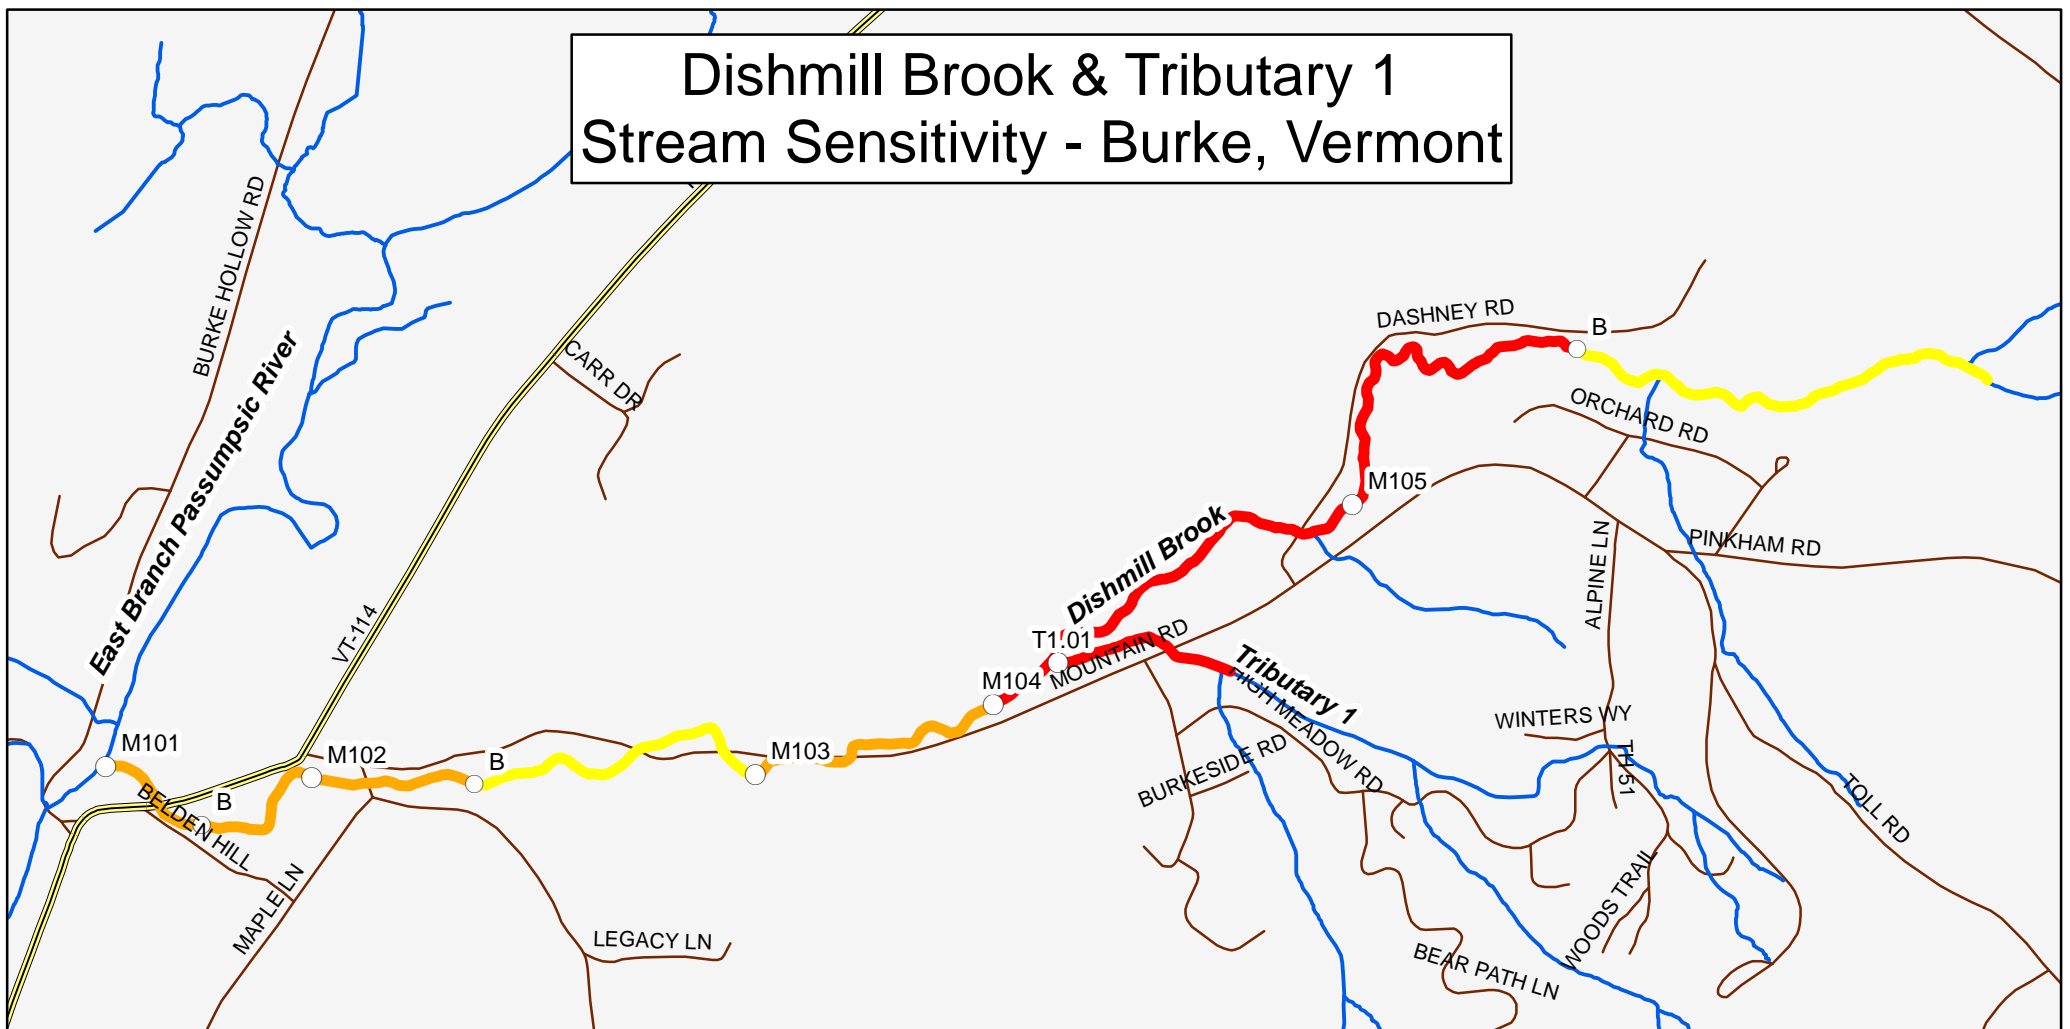 Dishmill Brook & Tributary 1
Stream Sensitivity - Burke, Vermont
BURKE HOLLOW RD
East Branch Passumpsic River
CARR DR
VT-114
DASHNEY RD
B
ORCHARD RD
M105
PINKHAM RD
ALPINE LN
Dishmill Brook
T1.01
MOUNTAIN RD
M104
Tributary 1
HIGH MEADOW RD
WINTERS WY
TH 51
M101
M102
B
M103
BURKESIDE RD
B
BELDEN HILL
TOLL RD
MAPLE LN
LEGACY LN
WOODS TRAIL
BEAR PATH LN